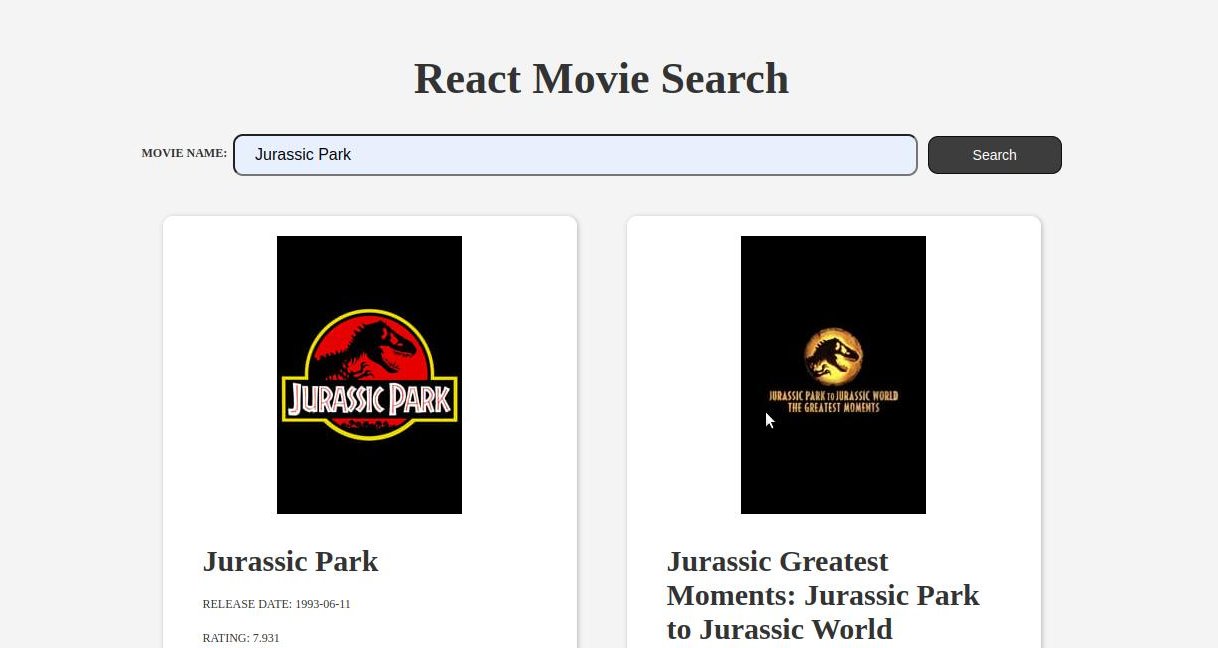 React Movie Search
MOVIE NAME:
Jurassic Park
Search
JURASSIC PARK
JURASSIC PARK TO JURASSIC WORLD
THE GREATEST MOMENTS
Jurassic Park
RELEASE DATE: 1993-06-11
RATING: 7.931
Jurassic Greatest
Moments: Jurassic Park
to Jurassic World